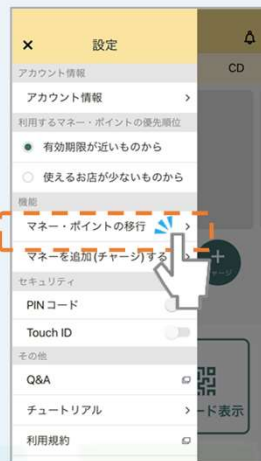 × 設定
CD
アカウント情報
アカウント情報
利用するマネー・ポイントの優先順位
有効期限が近いものから
使えるお店が少ないものから
機能
マネー・ポイントの移行
マネーを追加(チャージ)する
セキュリティ
PINコード
Touch ID
その他
Q&A
チュートリアル
ード表示
利用規約